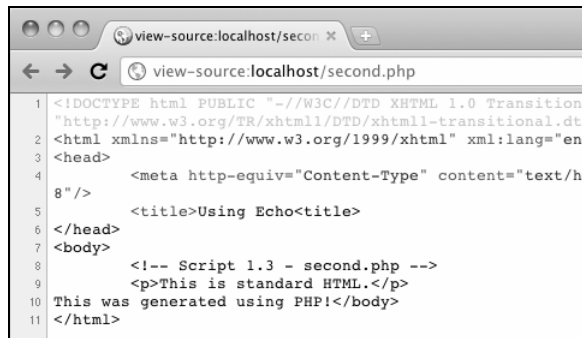 view-source:localhost/secon
view-source:localhost/second.php
1 <!DOCTYPE html PUBLIC "-//W3C//DTD XHTML 1.0 Transition
"http://www.w3.org/TR/xhtml1/DTD/xhtml1-transitional.dt
2 <html xmlns="http://www.w3.org/1999/xhtml" xml:lang="en
3 <head>
4 <meta http-equiv="Content-Type" content="text/h
8"/>
5 <title>Using Echo<title>
6 </head>
7 <body>
8 <!-- Script 1.3 - second.php -->
9 <p>This is standard HTML.</p>
10 This was generated using PHP!</body>
11 </html>